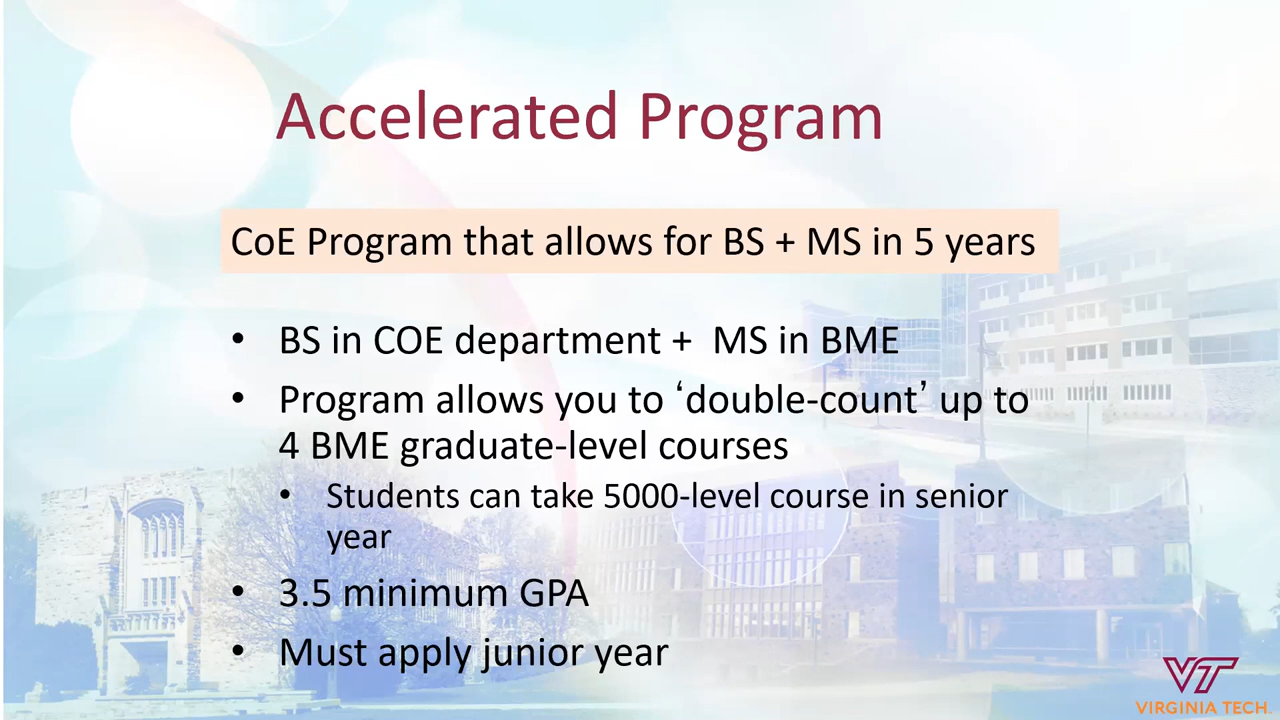 Accelerated Program
CoE Program that allows for BS + MS in 5 years
• BS in COE department + MS in BME
• Program allows you to ‘double-count’ up to
4 BME graduate-level courses
• Students can take 5000-level course in senior
year
• 3.5 minimum GPA
• Must apply junior year
VT
VIRGINIA TECH.